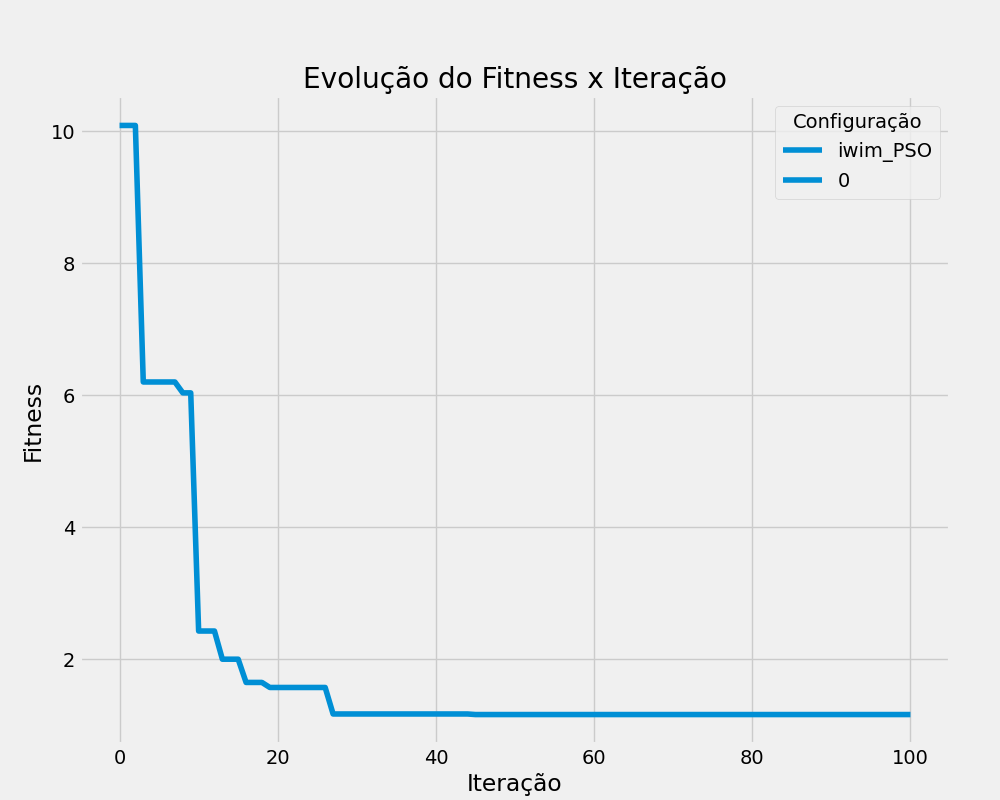 Evolução do Fitness x Iteração
Configuração
iwim_PSO
0
Fitness
10
8
6
4
2
0 20 40 60 80 100
Iteração